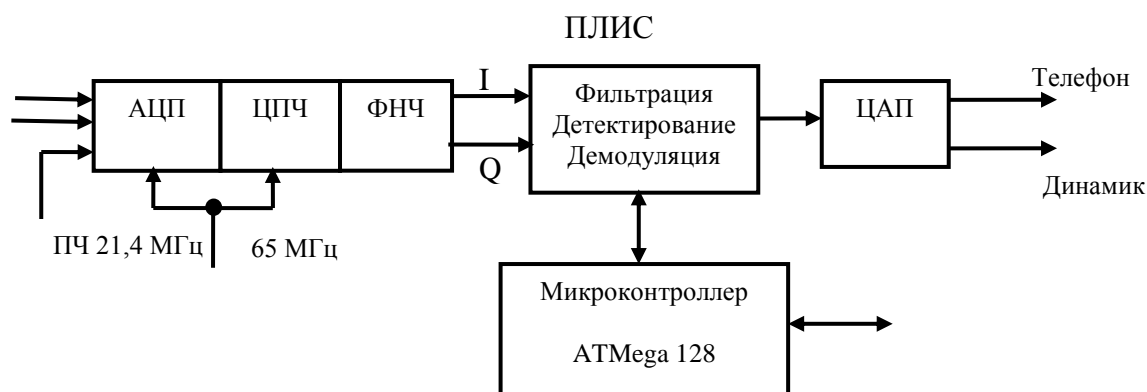 ПЛИС
АЦП
ЦПЧ
ФНЧ
I
Q
Фильтрация
Детектирование
Демодуляция
ЦАП
Телефон
Динамик
ПЧ 21,4 МГц
65 МГц
Микроконтроллер
ATMega 128